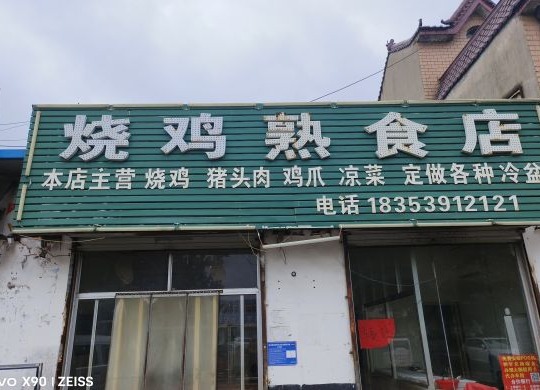 烧鸡熟食店
本店主营 烧鸡 猪头肉 鸡爪 凉菜 定做各种冷盆
电话 18353912121
vo X90 | ZEISS